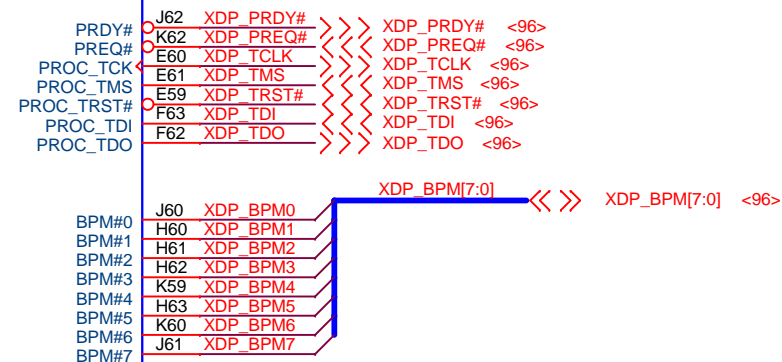 PRDY# J62 XDP_PRDY# XDP_PRDY# <96>
PREQ# K62 XDP_PREQ# XDP_PREQ# <96>
PROC_TCK E60 XDP_TCLK XDP_TCLK <96>
PROC_TMS E61 XDP_TMS XDP_TMS <96>
PROC_TRST# E59 XDP_TRST# XDP_TRST# <96>
PROC_TDI F63 XDP_TDI XDP_TDI <96>
PROC_TDO F62 XDP_TDO XDP_TDO <96>
XDP_BPM[7:0] XDP_BPM[7:0] <96>
BPM#0 J60 XDP_BPM0
BPM#1 H60 XDP_BPM1
BPM#2 H61 XDP_BPM2
BPM#3 H62 XDP_BPM3
BPM#4 K59 XDP_BPM4
BPM#5 H63 XDP_BPM5
BPM#6 K60 XDP_BPM6
BPM#7 J61 XDP_BPM7